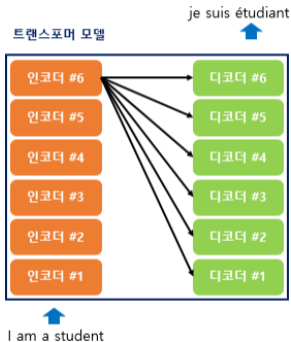 je suis étudiant
트랜스포머 모델
인코더 #6
디코더 #6
인코더 #5
디코더 #5
인코더 #4
디코더 #4
인코더 #3
디코더 #3
인코더 #2
디코더 #2
인코더 #1
디코더 #1
I am a student